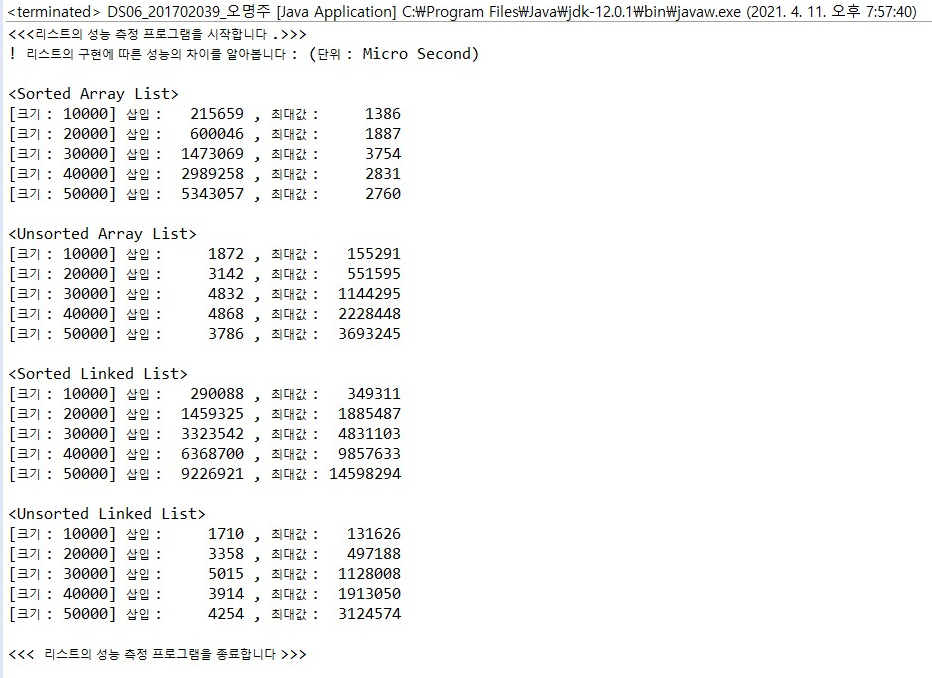 <terminated> DS06_201702039_오명주 [Java Application] C:₩Program Files₩Java₩jdk-12.0.1₩bin₩javaw.exe (2021. 4. 11. 오후 7:57:40)
<<<리스트의 성능 측정 프로그램을 시작합니다 .>>>
! 리스트의 구현에 따른 성능의 차이를 알아봅니다 : (단위 : Micro Second)
<Sorted Array List>
[크기 : 10000] 삽입 : 215659 , 최대값 : 1386
[크기 : 20000] 삽입 : 600046 , 최대값 : 1887
[크기 : 30000] 삽입 : 1473069 , 최대값 : 3754
[크기 : 40000] 삽입 : 2989258 , 최대값 : 2831
[크기 : 50000] 삽입 : 5343057 , 최대값 : 2760
<Unsorted Array List>
[크기 : 10000] 삽입 : 1872 , 최대값 : 155291
[크기 : 20000] 삽입 : 3142 , 최대값 : 551595
[크기 : 30000] 삽입 : 4832 , 최대값 : 1144295
[크기 : 40000] 삽입 : 4868 , 최대값 : 2228448
[크기 : 50000] 삽입 : 3786 , 최대값 : 3693245
<Sorted Linked List>
[크기 : 10000] 삽입 : 290088 , 최대값 : 349311
[크기 : 20000] 삽입 : 1459325 , 최대값 : 1885487
[크기 : 30000] 삽입 : 3323542 , 최대값 : 4831103
[크기 : 40000] 삽입 : 6368700 , 최대값 : 9857633
[크기 : 50000] 삽입 : 9226921 , 최대값 : 14598294
<Unsorted Linked List>
[크기 : 10000] 삽입 : 1710 , 최대값 : 131626
[크기 : 20000] 삽입 : 3358 , 최대값 : 497188
[크기 : 30000] 삽입 : 5015 , 최대값 : 1128008
[크기 : 40000] 삽입 : 3914 , 최대값 : 1913050
[크기 : 50000] 삽입 : 4254 , 최대값 : 3124574
<<< 리스트의 성능 측정 프로그램을 종료합니다 >>>